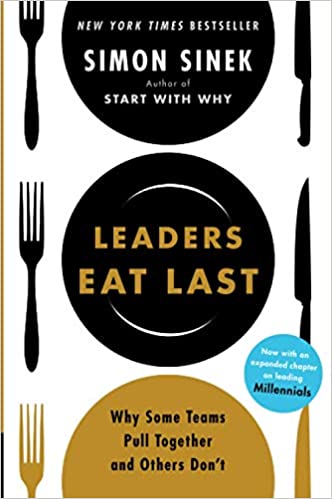 NEW YORK TIMES BESTSELLER
SIMON SINEK
Author of
START WITH WHY
LEADERS
EAT LAST
Now with an
expanded chapter
on leading
Millennials
Why Some Teams
Pull Together
and Others Don't